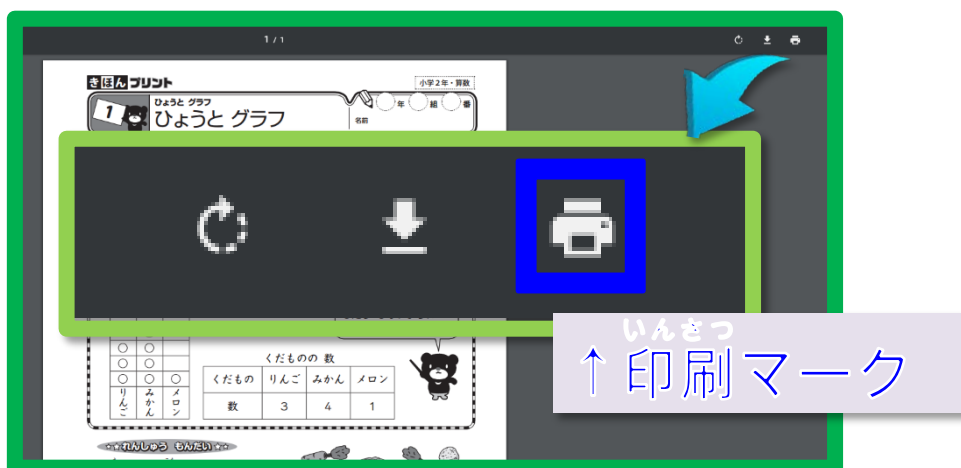 1 / 1
きほんプリント
小学2年・算数
1
ひょうと グラフ
ひょうと グラフ
年 組 番
名前
いんさつ
↑印刷マーク
くだものの 数
くだもの りんご みかん メロン
数 3 4 1
りんご みかん メロン
れんしゅう もんだい